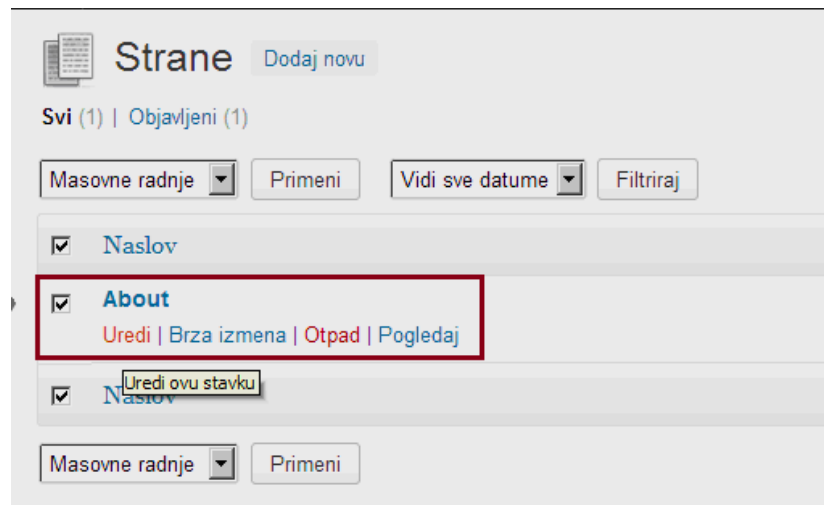 Strane Dodaj novu
Svi (1) | Objavljeni (1)
Masovne radnje Primeni Vidi sve datume Filtriraj
Naslov
About
Uredi | Brza izmena | Otpad | Pogledaj
Uredi ovu stavku
Naslov
Masovne radnje Primeni